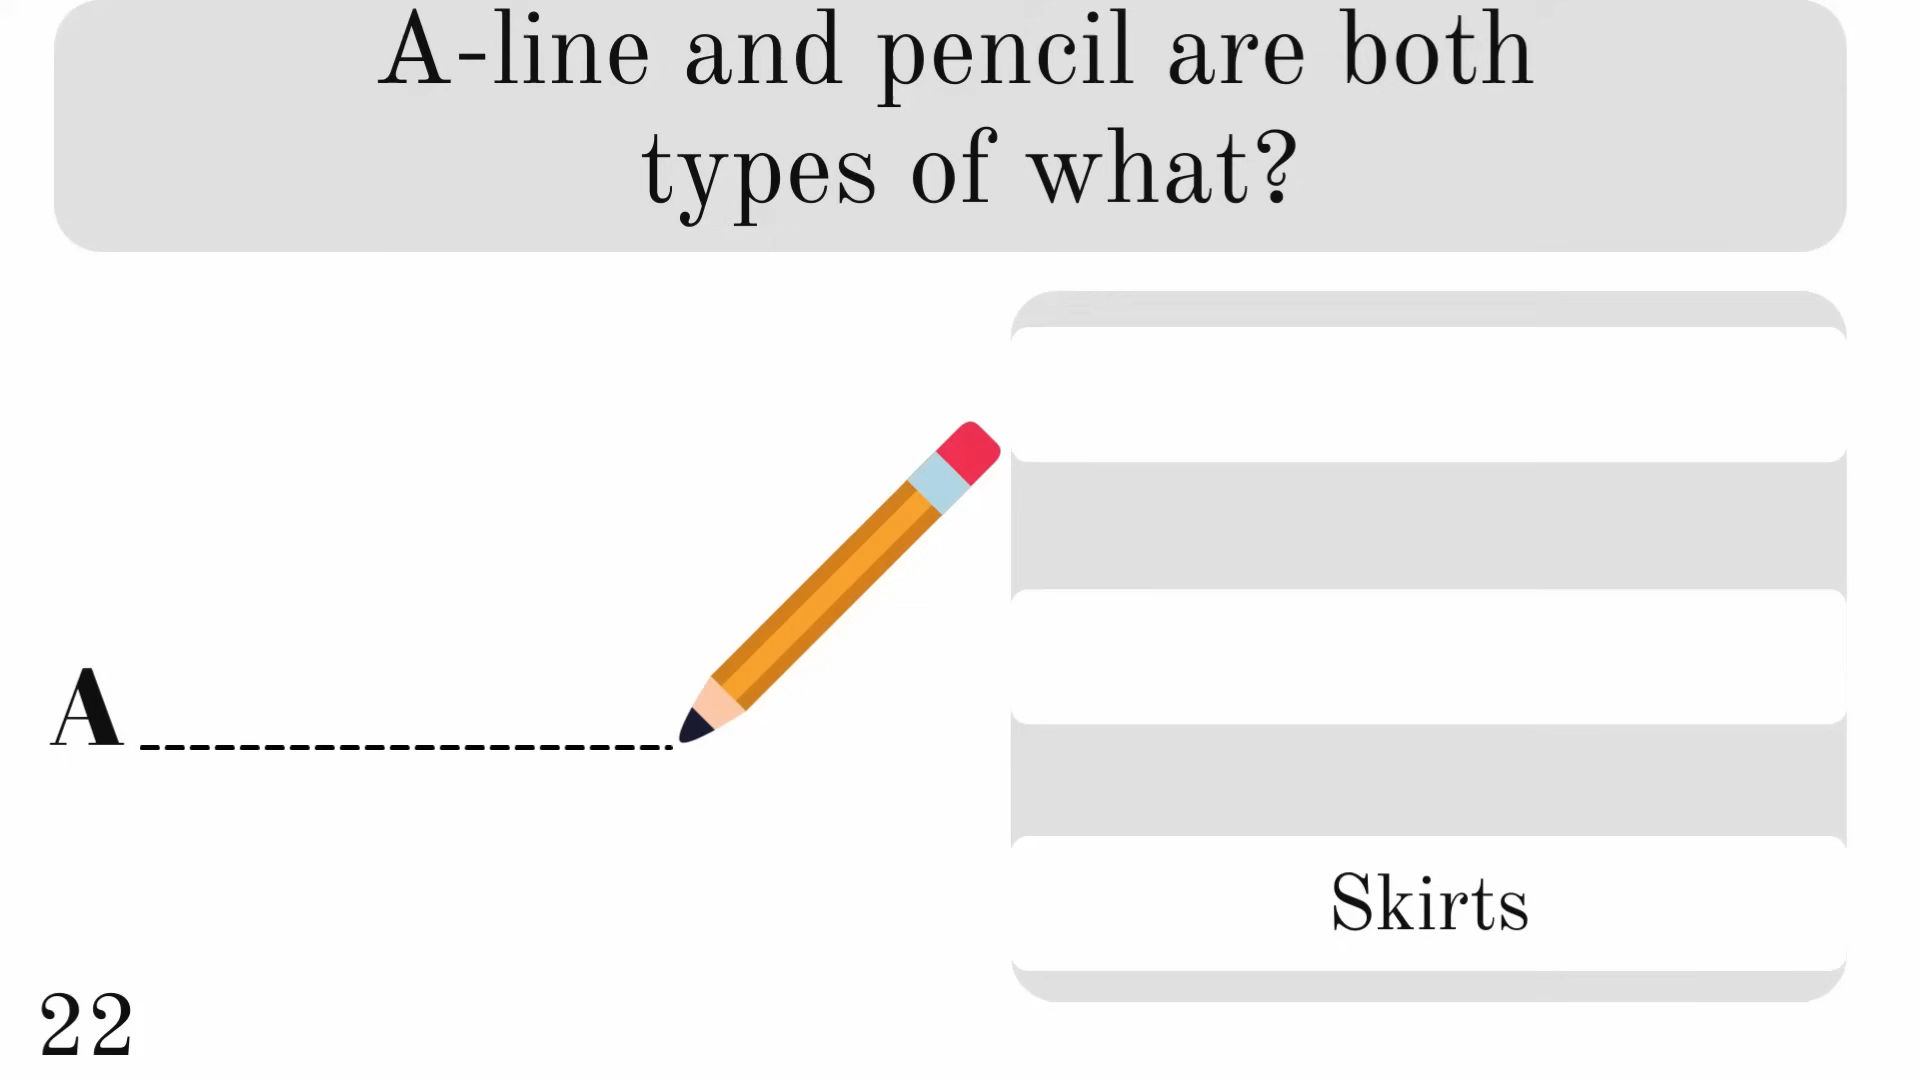 A-line and pencil are both
types of what?
A
Skirts
22